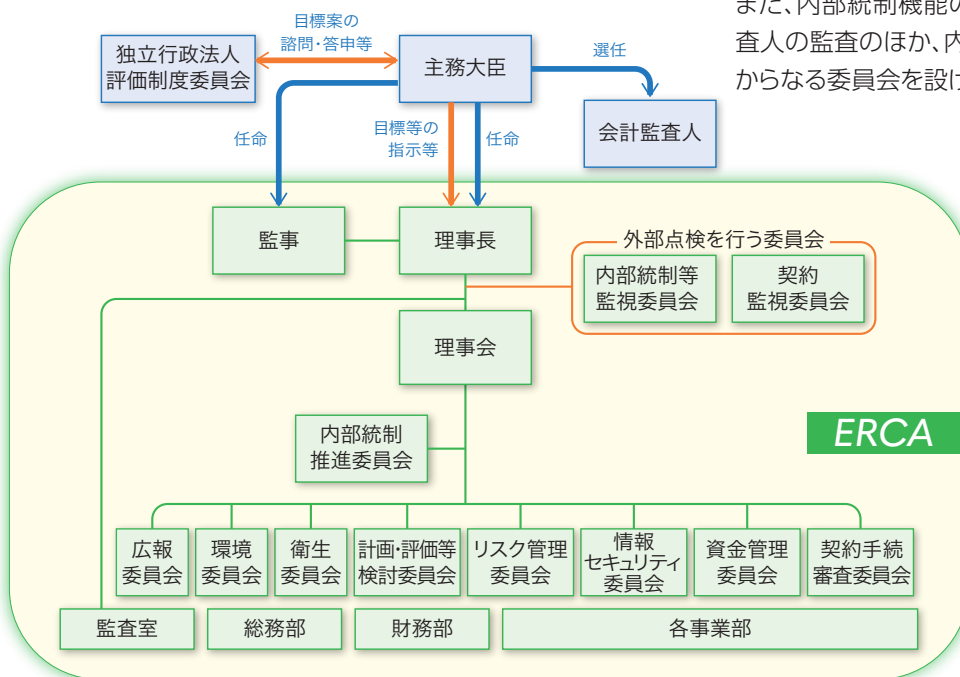 また、内部統制機能の
査人の監査のほか、内
からなる委員会を設け
目標案の
諮問・答申等
独立行政法人
評価制度委員会
主務大臣
選任
会計監査人
任命
目標等の
指示等
任命
監事
理事長
外部点検を行う委員会
内部統制等
監視委員会
契約
監視委員会
理事会
内部統制
推進委員会
ERCA
広報
委員会
環境
委員会
衛生
委員会
計画・評価等
検討委員会
リスク管理
委員会
情報
セキュリティ
委員会
資金管理
委員会
契約手続
審査委員会
監査室
総務部
財務部
各事業部